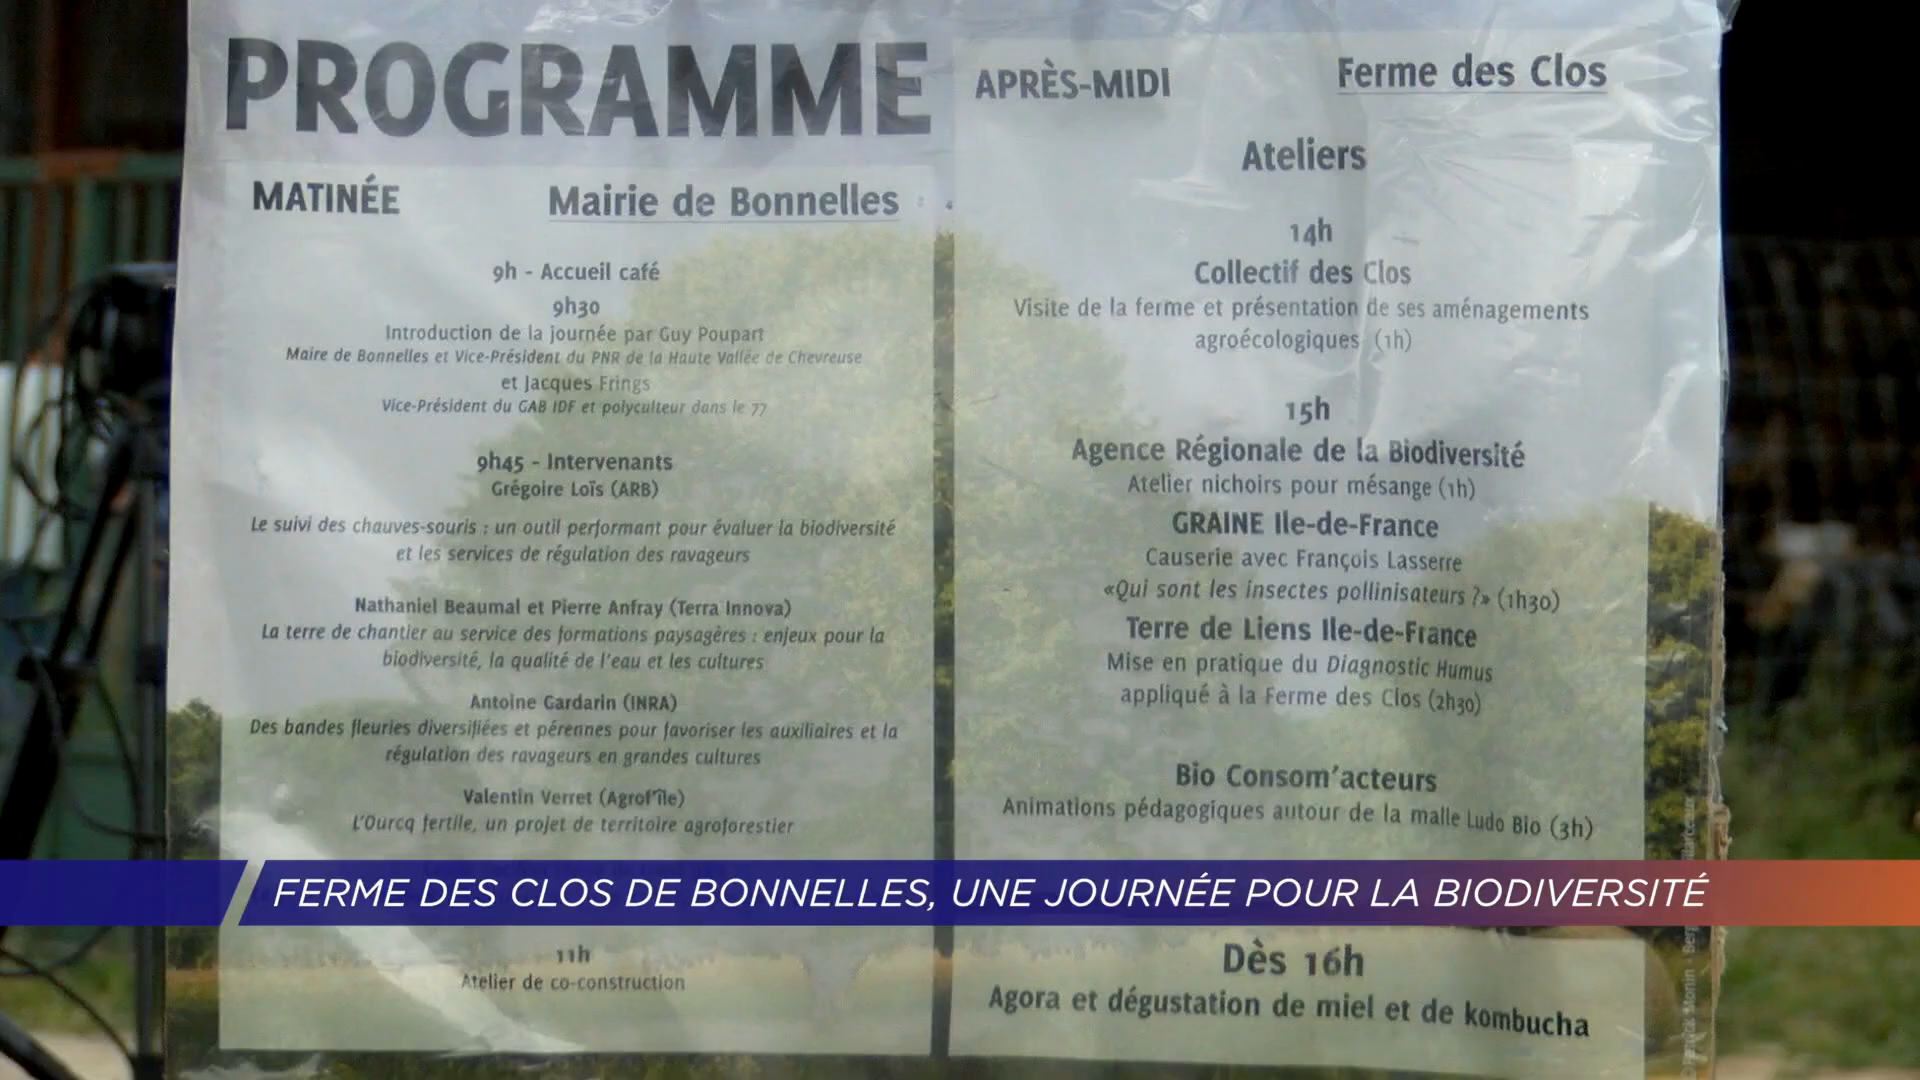 PROGRAMME
MATINÉE
Mairie de Bonnelles
9h - Accueil café
9h30
Introduction de la journée par Guy Poupart
Maire de Bonnelles et Vice-Président du PNR de la Haute Vallée de Chevreuse
et Jacques Frings
Vice-Président du GAB IDF et polyculteur dans le 77
9h45 - Intervenants
Grégoire Loïs (ARB)
Le suivi des chauves-souris : un outil performant pour évaluer la biodiversité
et les services de régulation des ravageurs
Nathaniel Beaumal et Pierre Anfray (Terra Innova)
La terre de chantier au service des formations paysagères : enjeux pour la
biodiversité, la qualité de l'eau et les cultures
Antoine Gardarin (INRA)
Des bandes fleuries diversifiées et pérennes pour favoriser les auxiliaires et la
régulation des ravageurs en grandes cultures
Valentin Verret (Agrof'île)
L'Ourcq fertile, un projet de territoire agroforestier
11h
Atelier de co-construction
APRÈS-MIDI
Ferme des Clos
Ateliers
14h
Collectif des Clos
Visite de la ferme et présentation de ses aménagements
agroécologiques (1h)
15h
Agence Régionale de la Biodiversité
Atelier nichoirs pour mésange (1h)
GRAINE Ile-de-France
Causerie avec François Lasserre
«Qui sont les insectes pollinisateurs ?» (1h30)
Terre de Liens Ile-de-France
Mise en pratique du Diagnostic Humus
appliqué à la Ferme des Clos (2h30)
Bio Consom'acteurs
Animations pédagogiques autour de la malle Ludo Bio (3h)
Dès 16h
Agora et dégustation de miel et de kombucha
FERME DES CLOS DE BONNELLES, UNE JOURNÉE POUR LA BIODIVERSITÉ